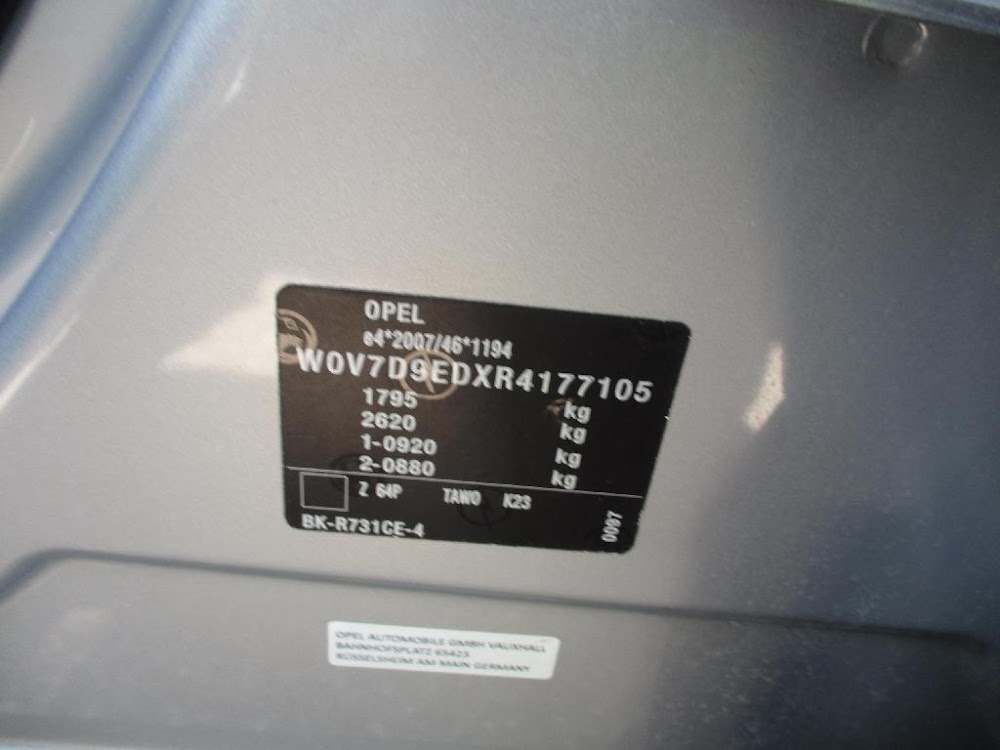 OPEL
e4*2007/46*1194
W0V7D9EDXR4177105
1795 kg
2620 kg
1-0920 kg
2-0880 kg
Z 64P TAWO K23
BK-R731CE-4
0097
OPEL AUTOMOBILE GMBH VAUXHALL
BAHNHOFSPLATZ 65423
RÜSSELSHEIM AM MAIN GERMANY